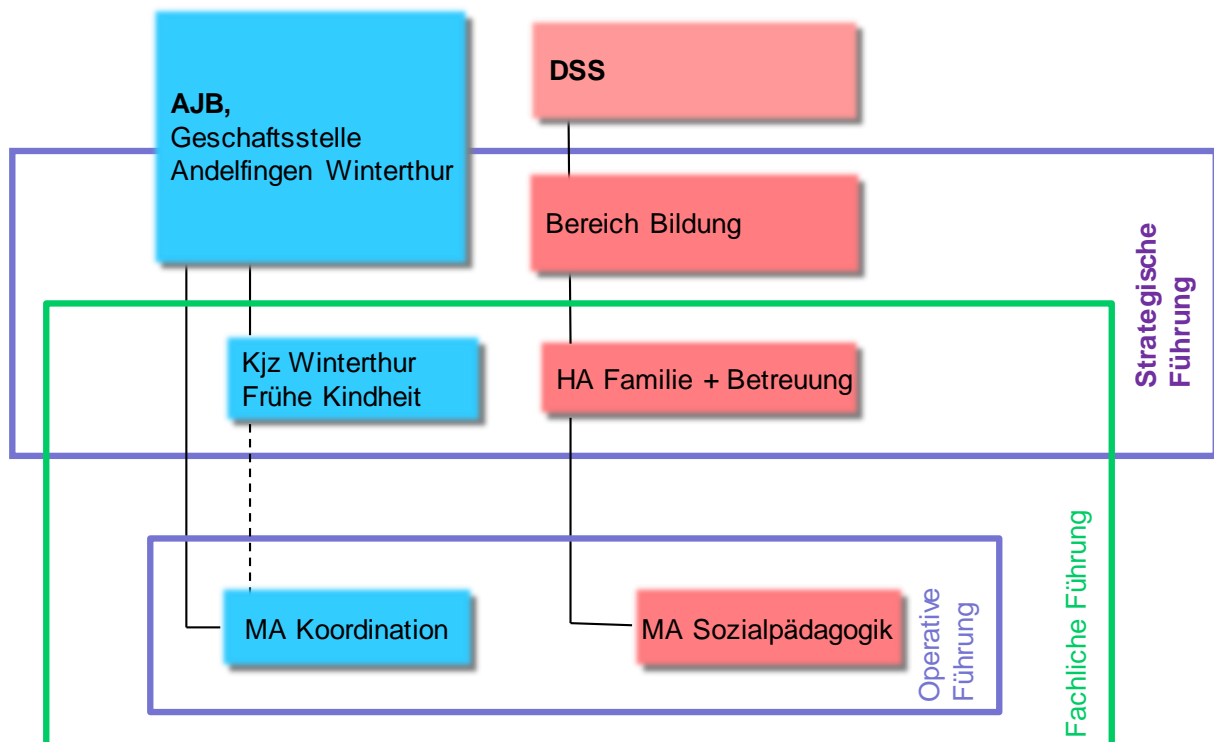 AJB,
Geschaftsstelle
Andelfingen Winterthur
DSS
Bereich Bildung
Strategische
Führung
Kjz Winterthur
Frühe Kindheit
HA Familie + Betreuung
MA Koordination
MA Sozialpädagogik
Operative
Führung
Fachliche Führung